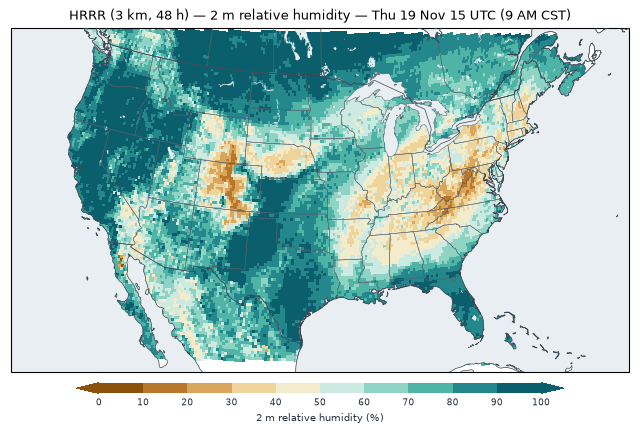 HRRR (3 km, 48 h) — 2 m relative humidity — Thu 19 Nov 15 UTC (9 AM CST)
0 10 20 30 40 50 60 70 80 90 100
2 m relative humidity (%)